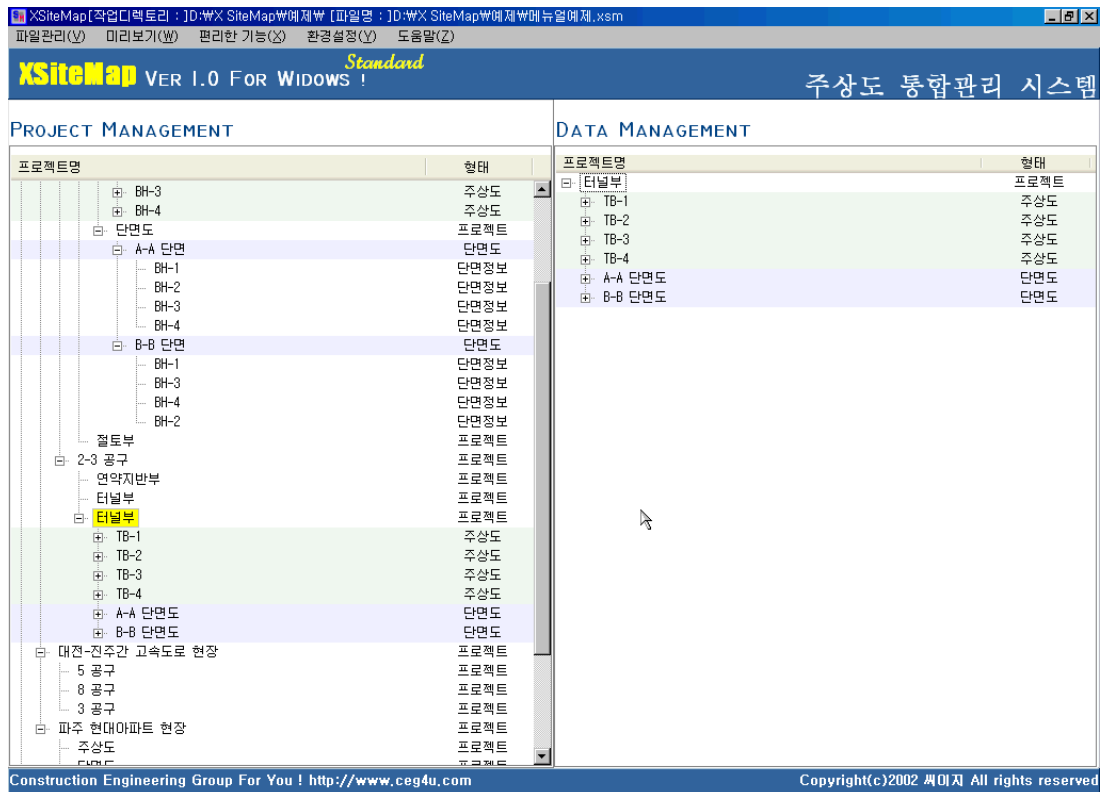 XSiteMap[작업디렉토리 : ]D:₩X SiteMap₩예제₩ [파일명 : ]D:₩X SiteMap₩예제₩메뉴얼예제.xsm
파일관리(V) 미리보기(W) 편리한 기능(X) 환경설정(Y) 도움말(Z)
Standard
XSiteMap VER 1.0 FOR WIDOWS !
주상도 통합관리 시스템
PROJECT MANAGEMENT
프로젝트명 형태
BH-3 주상도
BH-4 주상도
단면도 프로젝트
A-A 단면 단면도
BH-1 단면정보
BH-2 단면정보
BH-3 단면정보
BH-4 단면정보
B-B 단면 단면도
BH-1 단면정보
BH-3 단면정보
BH-4 단면정보
BH-2 단면정보
절토부 프로젝트
2-3 공구 프로젝트
연약지반부 프로젝트
터널부 프로젝트
터널부 프로젝트
TB-1 주상도
TB-2 주상도
TB-3 주상도
TB-4 주상도
A-A 단면도 단면도
B-B 단면도 단면도
대전-진주간 고속도로 현장 프로젝트
5 공구 프로젝트
8 공구 프로젝트
3 공구 프로젝트
파주 현대아파트 현장 프로젝트
주상도 프로젝트
DATA MANAGEMENT
프로젝트명 형태
터널부 프로젝트
TB-1 주상도
TB-2 주상도
TB-3 주상도
TB-4 주상도
A-A 단면도 단면도
B-B 단면도 단면도
Construction Engineering Group For You ! http://www.ceg4u.com
Copyright(c)2002 씨이지 All rights reserved